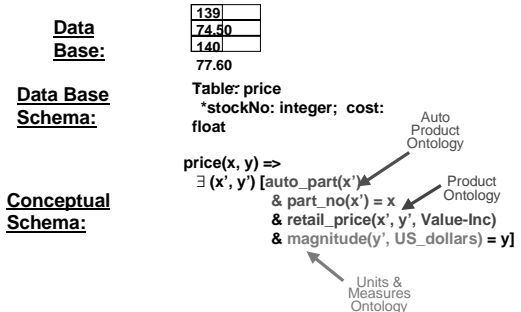 Data
Base:
139
74.50
140
77.60
Data Base
Schema:
Table: price
*stockNo: integer; cost:
float
Auto
Product
Ontology
price(x, y) =>
∃ (x’, y’) [auto_part(x’)
& part_no(x’) = x
Product
Ontology
Conceptual
Schema:
& retail_price(x’, y’, Value-Inc)
& magnitude(y’, US_dollars) = y]
Units &
Measures
Ontology